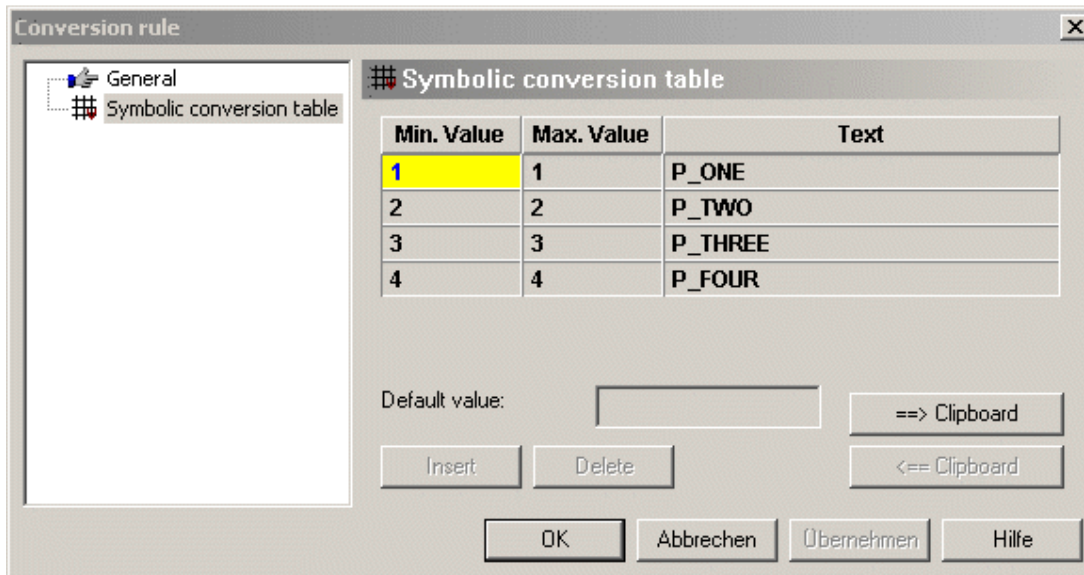 Conversion rule
General
Symbolic conversion table
Symbolic conversion table
Min. Value Max. Value Text
1 1 P_ONE
2 2 P_TWO
3 3 P_THREE
4 4 P_FOUR
Default value:
==> Clipboard
Insert Delete <== Clipboard
OK Abbrechen Übernehmen Hilfe